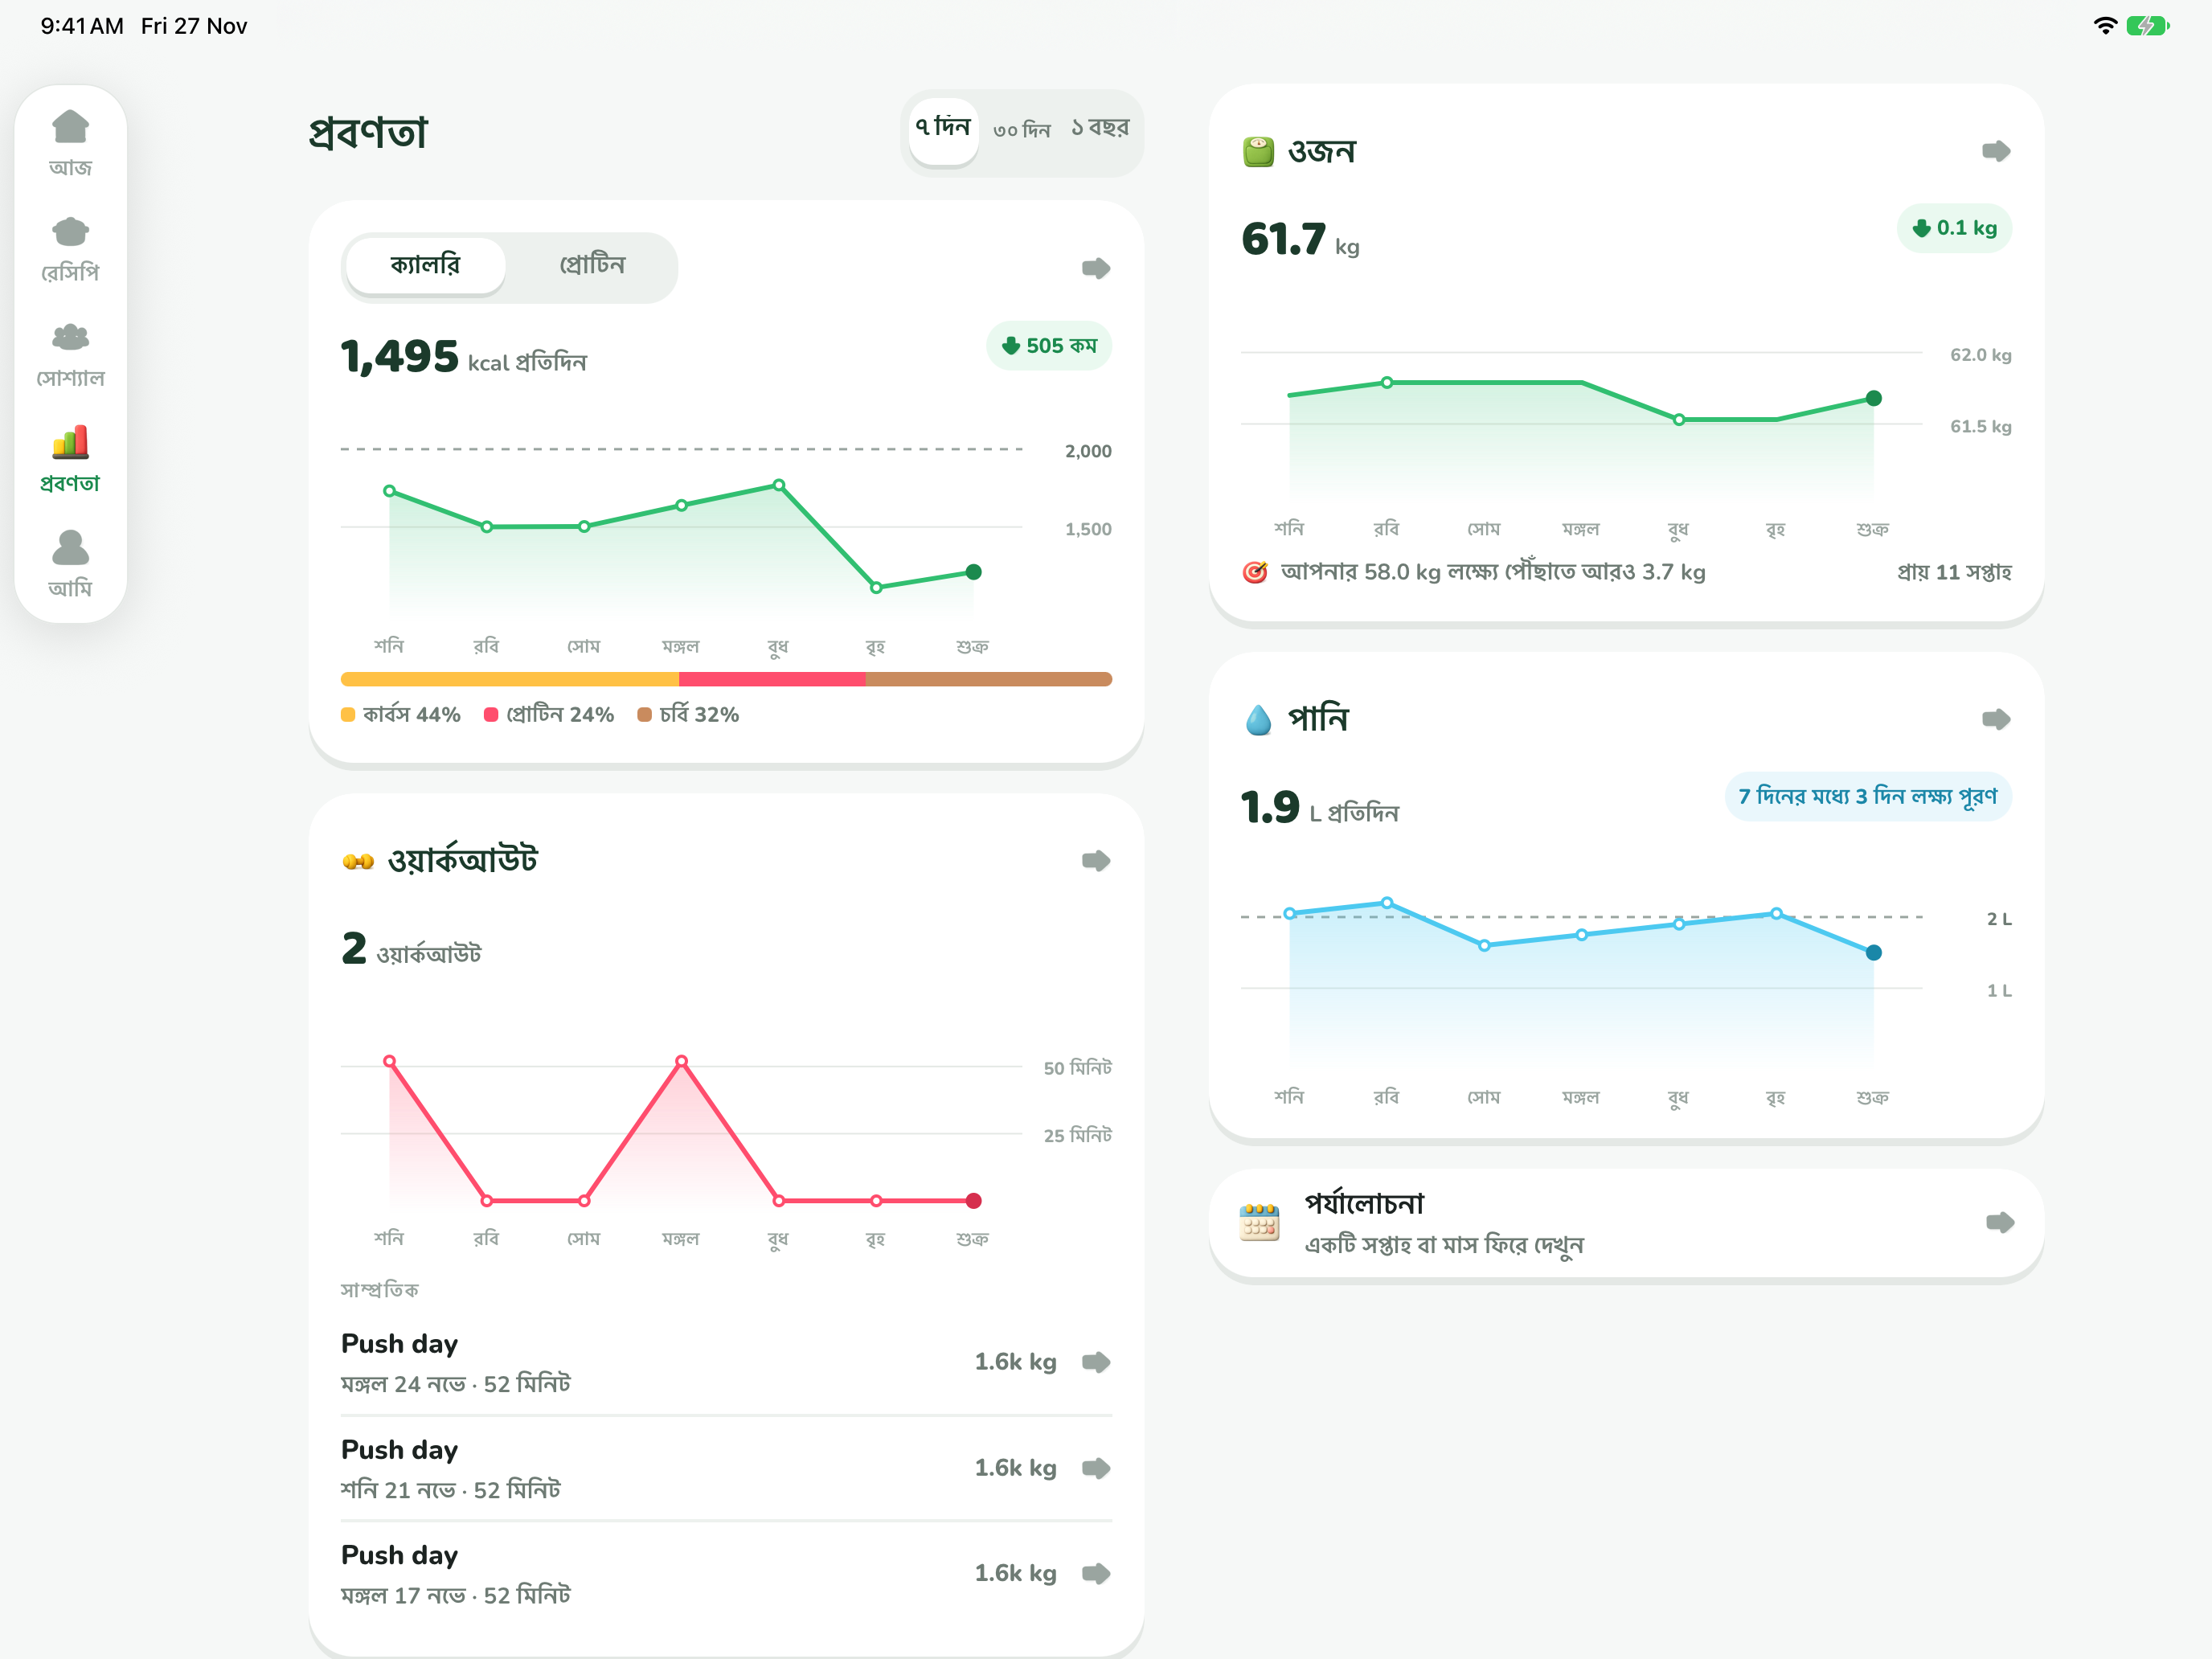 9:41 AM Fri 27 Nov
আজ
রেসিপি
সোশ্যাল
প্রবণতা
আমি
প্রবণতা
৭ দিন ৩০ দিন ১ বছর
ক্যালরি প্রোটিন
1,495 kcal প্রতিদিন
505 কম
2,000
1,500
শনি রবি সোম মঙ্গল বুধ বৃহ শুক্র
কার্বস 44% প্রোটিন 24% চর্বি 32%
ওয়ার্কআউট
2 ওয়ার্কআউট
50 মিনিট
25 মিনিট
শনি রবি সোম মঙ্গল বুধ বৃহ শুক্র
সাম্প্রতিক
Push day
মঙ্গল 24 নভে · 52 মিনিট
1.6k kg
Push day
শনি 21 নভে · 52 মিনিট
1.6k kg
Push day
মঙ্গল 17 নভে · 52 মিনিট
1.6k kg
ওজন
61.7 kg
0.1 kg
62.0 kg
61.5 kg
শনি রবি সোম মঙ্গল বুধ বৃহ শুক্র
আপনার 58.0 kg লক্ষ্যে পৌঁছাতে আরও 3.7 kg
প্রায় 11 সপ্তাহ
পানি
1.9 L প্রতিদিন
7 দিনের মধ্যে 3 দিন লক্ষ্য পূরণ
2 L
1 L
শনি রবি সোম মঙ্গল বুধ বৃহ শুক্র
পর্যালোচনা
একটি সপ্তাহ বা মাস ফিরে দেখুন